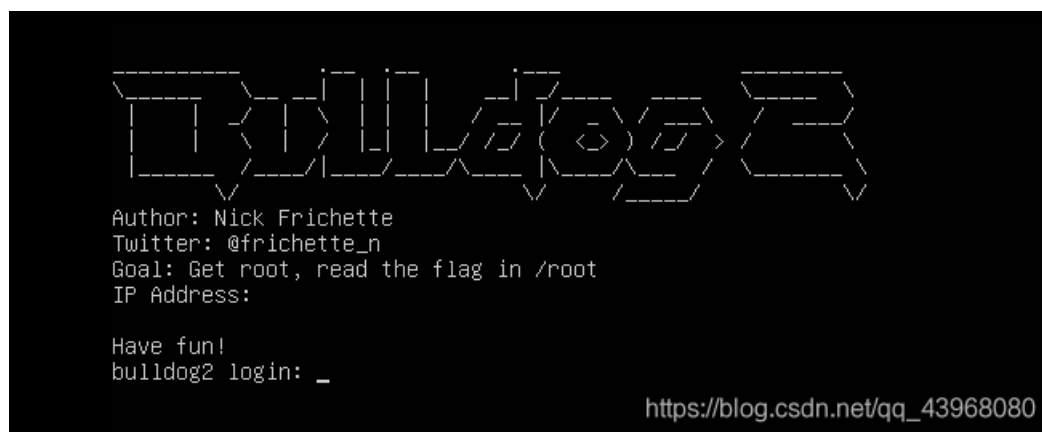 Bulldog 2
Author: Nick Frichette
Twitter: @frichette_n
Goal: Get root, read the flag in /root
IP Address:
Have fun!
bulldog2 login: _
https://blog.csdn.net/qq_43968080